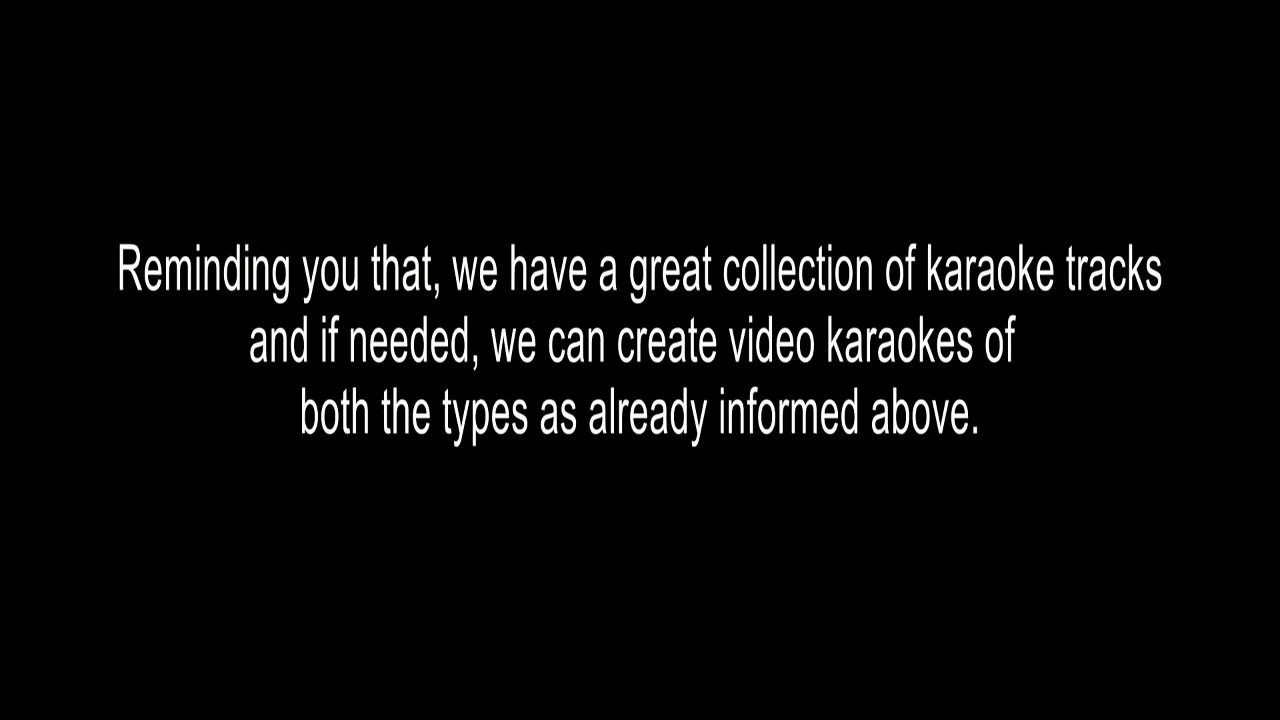 Reminding you that, we have a great collection of karaoke tracks
and if needed, we can create video karaokes of
both the types as already informed above.